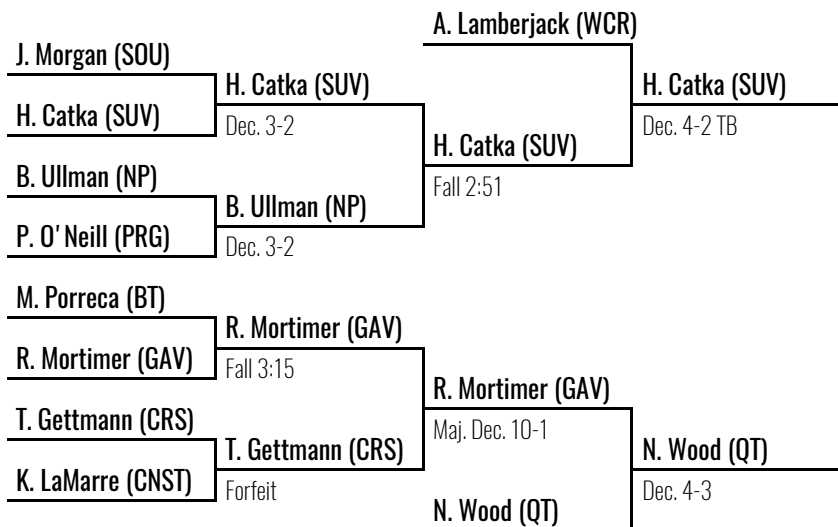 A. Lamberjack (WCR)
J. Morgan (SOU)
H. Catka (SUV)
H. Catka (SUV)
H. Catka (SUV)
Dec. 3-2
Dec. 4-2 TB
H. Catka (SUV)
B. Ullman (NP)
Fall 2:51
B. Ullman (NP)
P. O'Neill (PRG)
Dec. 3-2
M. Porreca (BT)
R. Mortimer (GAV)
R. Mortimer (GAV)
Fall 3:15
R. Mortimer (GAV)
T. Gettmann (CRS)
Maj. Dec. 10-1
T. Gettmann (CRS)
N. Wood (QT)
K. LaMarre (CNST)
Forfeit
Dec. 4-3
N. Wood (QT)